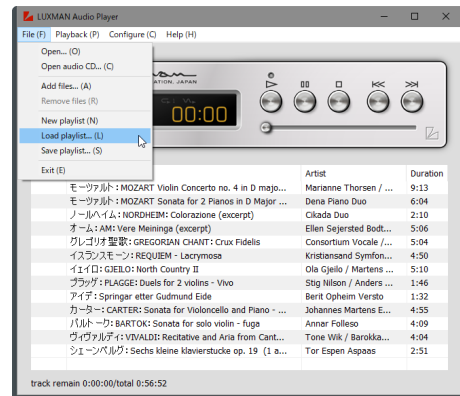 LUXMAN Audio Player
File (F) Playback (P) Configure (C) Help (H)
Open... (O)
Open audio CD... (C)
Add files... (A)
Remove files (R)
New playlist (N)
Load playlist... (L)
Save playlist... (S)
Exit (E)
ATION, JAPAN
00:00
Artist Duration
モーツァルト : MOZART Violin Concerto no. 4 in D majo... Marianne Thorsen / ... 9:13
モーツァルト : MOZART Sonata for 2 Pianos in D Major ... Dena Piano Duo 6:04
ノールハイム : NORDHEIM: Colorazione (excerpt) Cikada Duo 2:10
オーム : AM: Vere Meininga (excerpt) Ellen Sejersted Bodt... 5:06
グレゴリオ聖歌 : GREGORIAN CHANT: Crux Fidelis Consortium Vocale /... 5:04
イスランスモーン : REQUIEM - Lacrymosa Kristiansand Symfon... 4:50
イェイロ : GJEILO: North Country II Ola Gjeilo / Martens ... 5:10
プラッゲ : PLAGGE: Duels for 2 violins - Vivo Stig Nilson / Anders ... 1:46
アイデ : Springar etter Gudmund Eide Berit Opheim Versto 1:32
カーター : CARTER: Sonata for Violoncello and Piano - ... Johannes Martens E... 4:55
バルトーク : BARTOK: Sonata for solo violin - fuga Annar Folleso 4:09
ヴィヴァルディ : VIVALDI: Recitative and Aria from Cant... Tone Wik / Barokka... 4:04
シェーンベルグ : Sechs kleine klavierstucke op. 19 (1 a... Tor Espen Aspaas 2:51
track remain 0:00:00/total 0:56:52